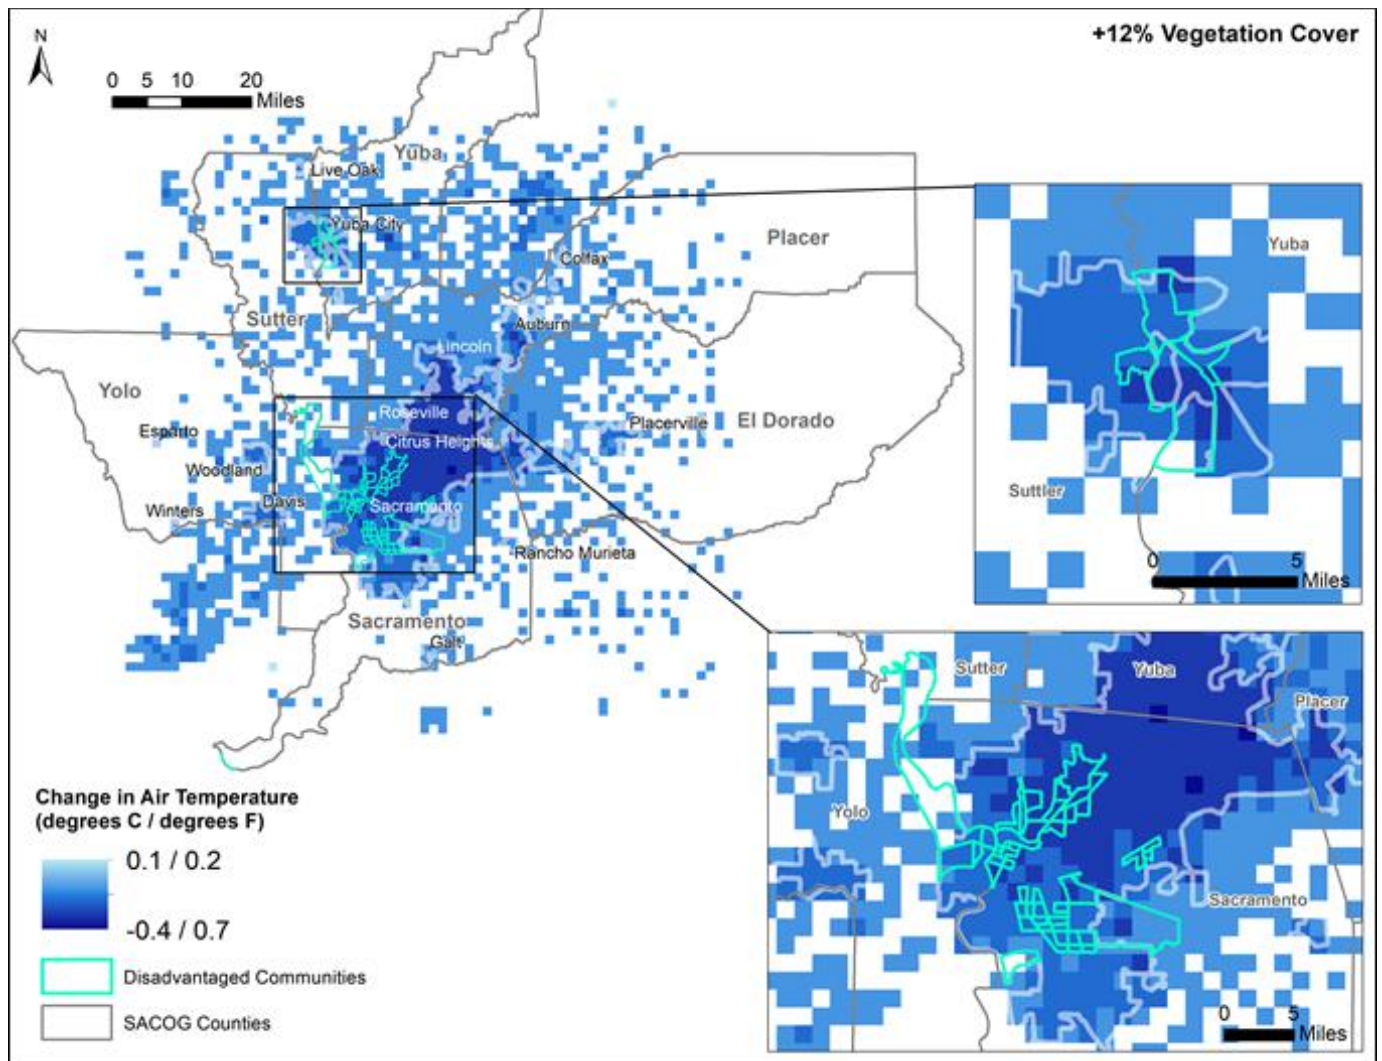 +12% Vegetation Cover
N
0 5 10 20
Miles
Yuba
Live Oak
Yuba City
Placer
Colfax
Sutter
Auburn
Lincoln
Yolo
Roseville
El Dorado
Placerville
Esparto
Citrus Heights
Woodland
Davis
Sacramento
Winters
Rancho Murieta
Sacramento
Galt
Yuba
Suttler
0 5
Miles
Sutter
Yuba
Placer
Yolo
Sacramento
0 5
Miles
Change in Air Temperature
(degrees C / degrees F)
0.1 / 0.2
-0.4 / 0.7
Disadvantaged Communities
SACOG Counties